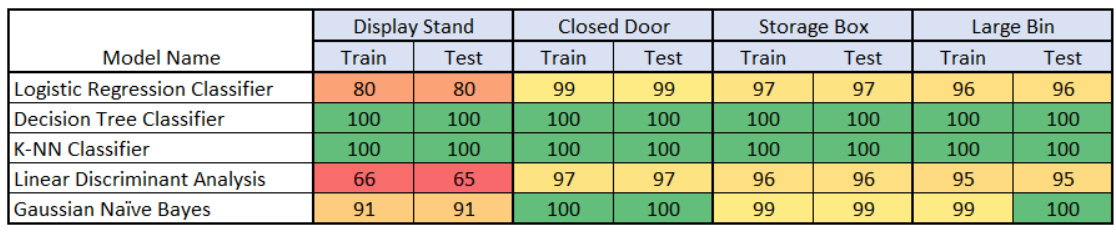 Display Stand Closed Door Storage Box Large Bin
Model Name Train Test Train Test Train Test Train Test
Logistic Regression Classifier 80 80 99 99 97 97 96 96
Decision Tree Classifier 100 100 100 100 100 100 100 100
K-NN Classifier 100 100 100 100 100 100 100 100
Linear Discriminant Analysis 66 65 97 97 96 96 95 95
Gaussian Naïve Bayes 91 91 100 100 99 99 99 100